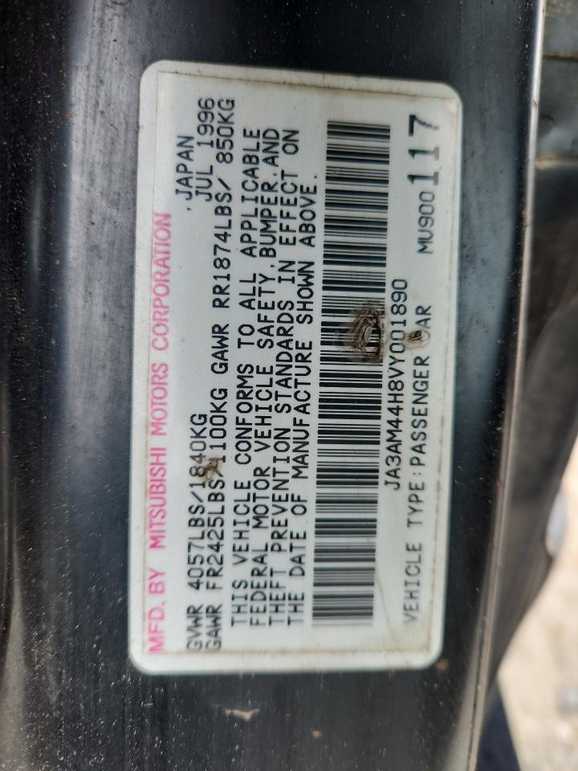 MFD. BY MITSUBISHI MOTORS CORPORATION
, JAPAN
GVWR 4057LBS/1840KG JUL 1996
GAWR FR2425LBS 1100KG GAWR RR1874LBS/ 850KG
THIS VEHICLE CONFORMS TO ALL APPLICABLE
FEDERAL MOTOR VEHICLE SAFETY,BUMPER,AND
THEFT PREVENTION STANDARDS IN EFFECT ON
THE DATE OF MANUFACTURE SHOWN ABOVE.
JA3AM44H8VY001890
VEHICLE TYPE:PASSENGER CAR MU900117